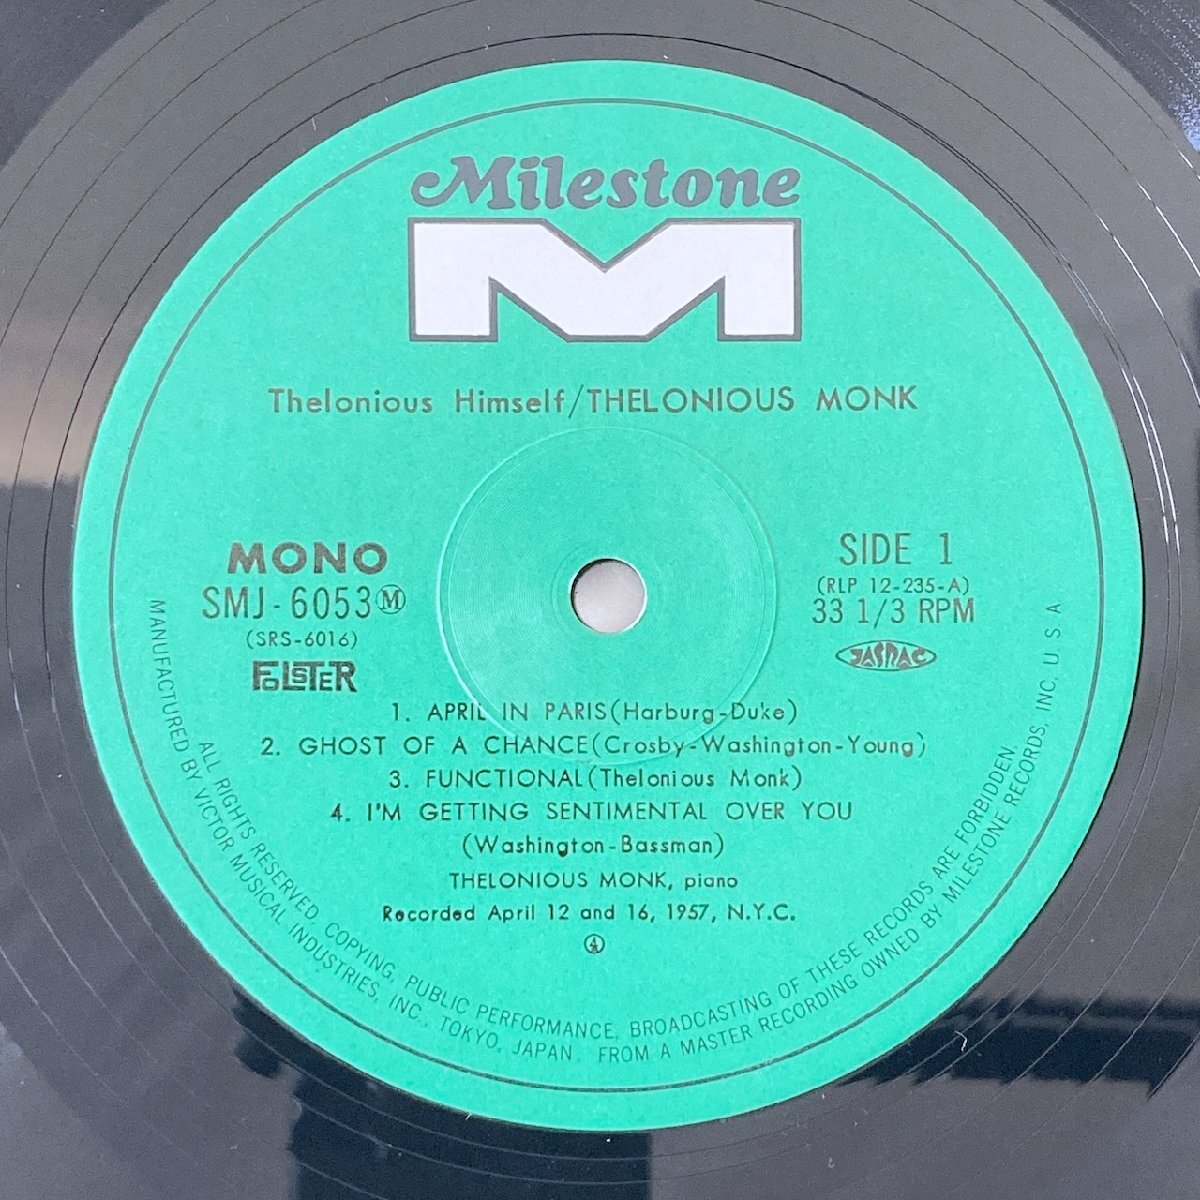 Milestone
M
Thelonious Himself/THELONIOUS MONK
MONO
SMJ-6053Ⓜ
(SRS-6016)
FOLSTER
SIDE 1
(RLP 12-235-A)
33 1/3 RPM
JASRAC
1. APRIL IN PARIS(Harburg-Duke)
2. GHOST OF A CHANCE(Crosby-Washington-Young)
3. FUNCTIONAL(Thelonious Monk)
4. I'M GETTING SENTIMENTAL OVER YOU
(Washington-Bassman)
THELONIOUS MONK, piano
Recorded April 12 and 16, 1957, N.Y.C.
Ⓐ
ALL RIGHTS RESERVED COPYING, PUBLIC PERFORMANCE, BROADCASTING OF THESE RECORDS ARE FORBIDDEN.
MANUFACTURED BY VICTOR MUSICAL INDUSTRIES, INC., TOKYO, JAPAN. FROM A MASTER RECORDING OWNED BY MILESTONE RECORDS, INC. U.S.A